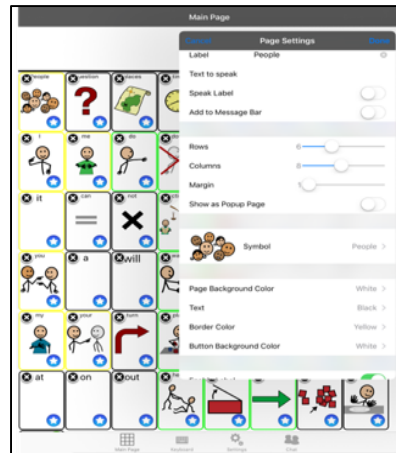 Main Page
Cancel Page Settings Done
Label People
Text to speak
Speak Label
Add to Message Bar
Rows 6
Columns 8
Margin 1
Show as Popup Page
Symbol People
Page Background Color White
Text Black
Border Color Yellow
Button Background Color White
People question places
I me do
it can not
you a will
my your turn
at on out
Main Page Keyboard Settings Chat